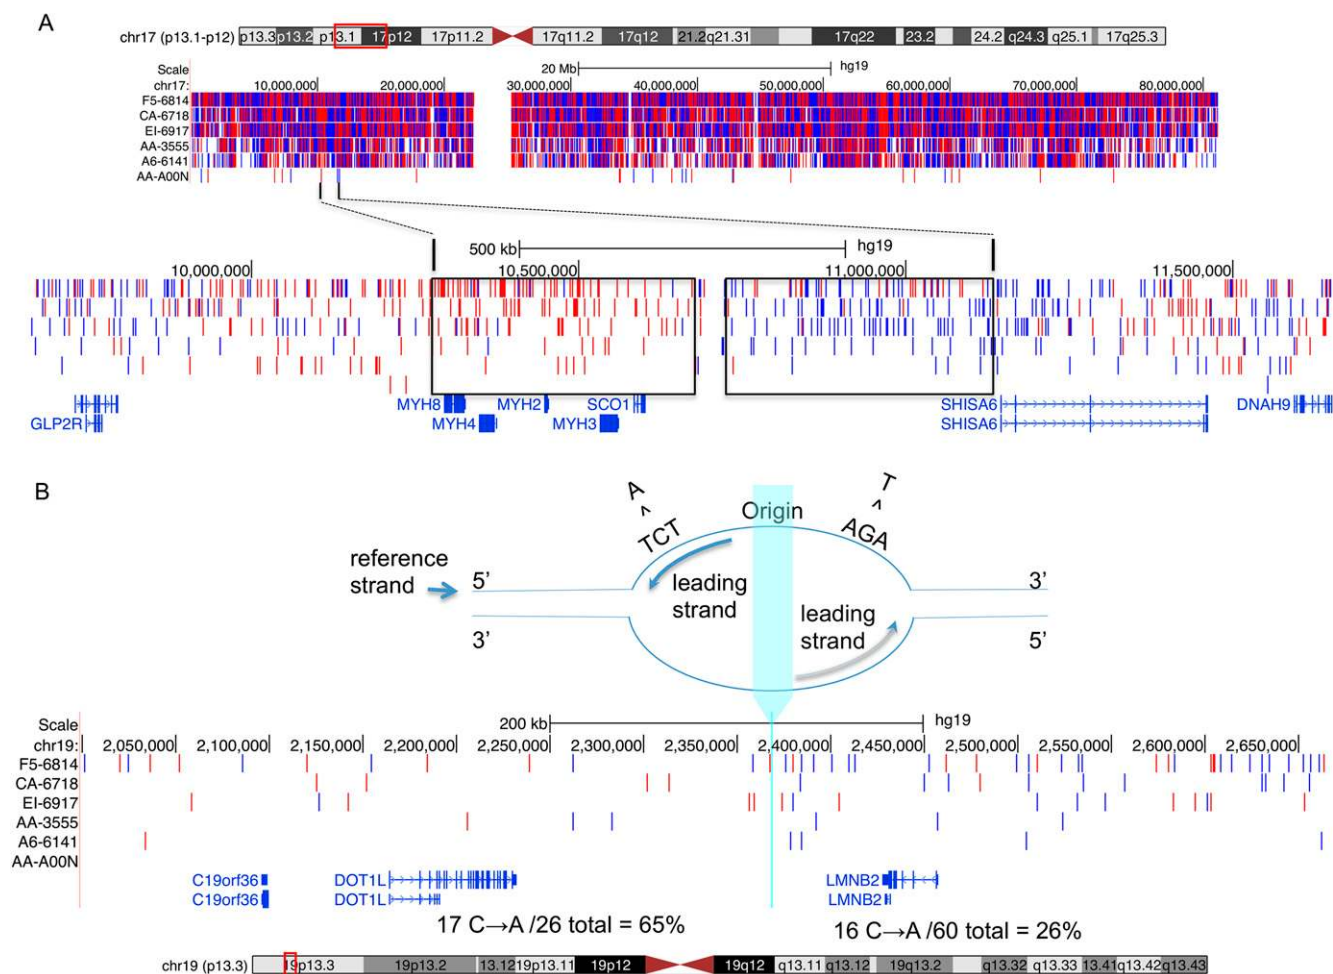 A
chr17 (p13.1-p12) p13.3 p13.2 p13.1 17p12 17p11.2 17q11.2 17q12 21.2 q21.31 17q22 23.2 24.2 q24.3 q25.1 17q25.3
Scale 20 Mb hg19
chr17: 10,000,000 20,000,000 30,000,000 40,000,000 50,000,000 60,000,000 70,000,000 80,000,000
F5-6814
CA-6718
EI-6917
AA-3555
A6-6141
AA-A00N
500 kb hg19
10,000,000 10,500,000 11,000,000 11,500,000
MYH8 MYH2 SCO1 SHISA6 DNAH9
GLP2R MYH4 MYH3 SHISA6
B
A T
^ ^
TCT Origin AGA
reference strand
5' leading strand 3'
leading strand
3' 5'
Scale 200 kb hg19
chr19: 2,050,000 2,100,000 2,150,000 2,200,000 2,250,000 2,300,000 2,350,000 2,400,000 2,450,000 2,500,000 2,550,000 2,600,000 2,650,000
F5-6814
CA-6718
EI-6917
AA-3555
A6-6141
AA-A00N
C19orf36 DOT1L LMNB2
C19orf36 DOT1L LMNB2
17 C→A /26 total = 65% 16 C→A /60 total = 26%
chr19 (p13.3) 19p13.3 19p13.2 13.12 19p13.11 19p12 19q12 q13.11 q13.12 19q13.2 q13.32 q13.33 13.41 q13.42 q13.43